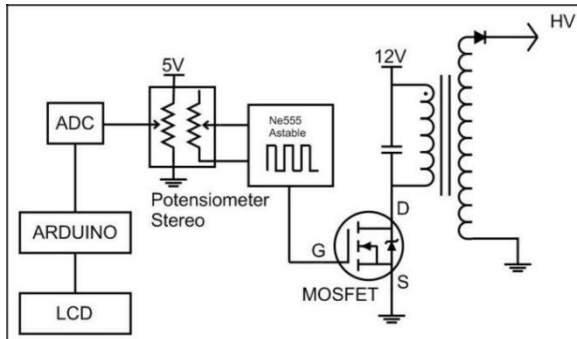 HV
5V
12V
ADC
Ne555
Astable
Potensiometer
Stereo
D
ARDUINO
G
S
MOSFET
LCD